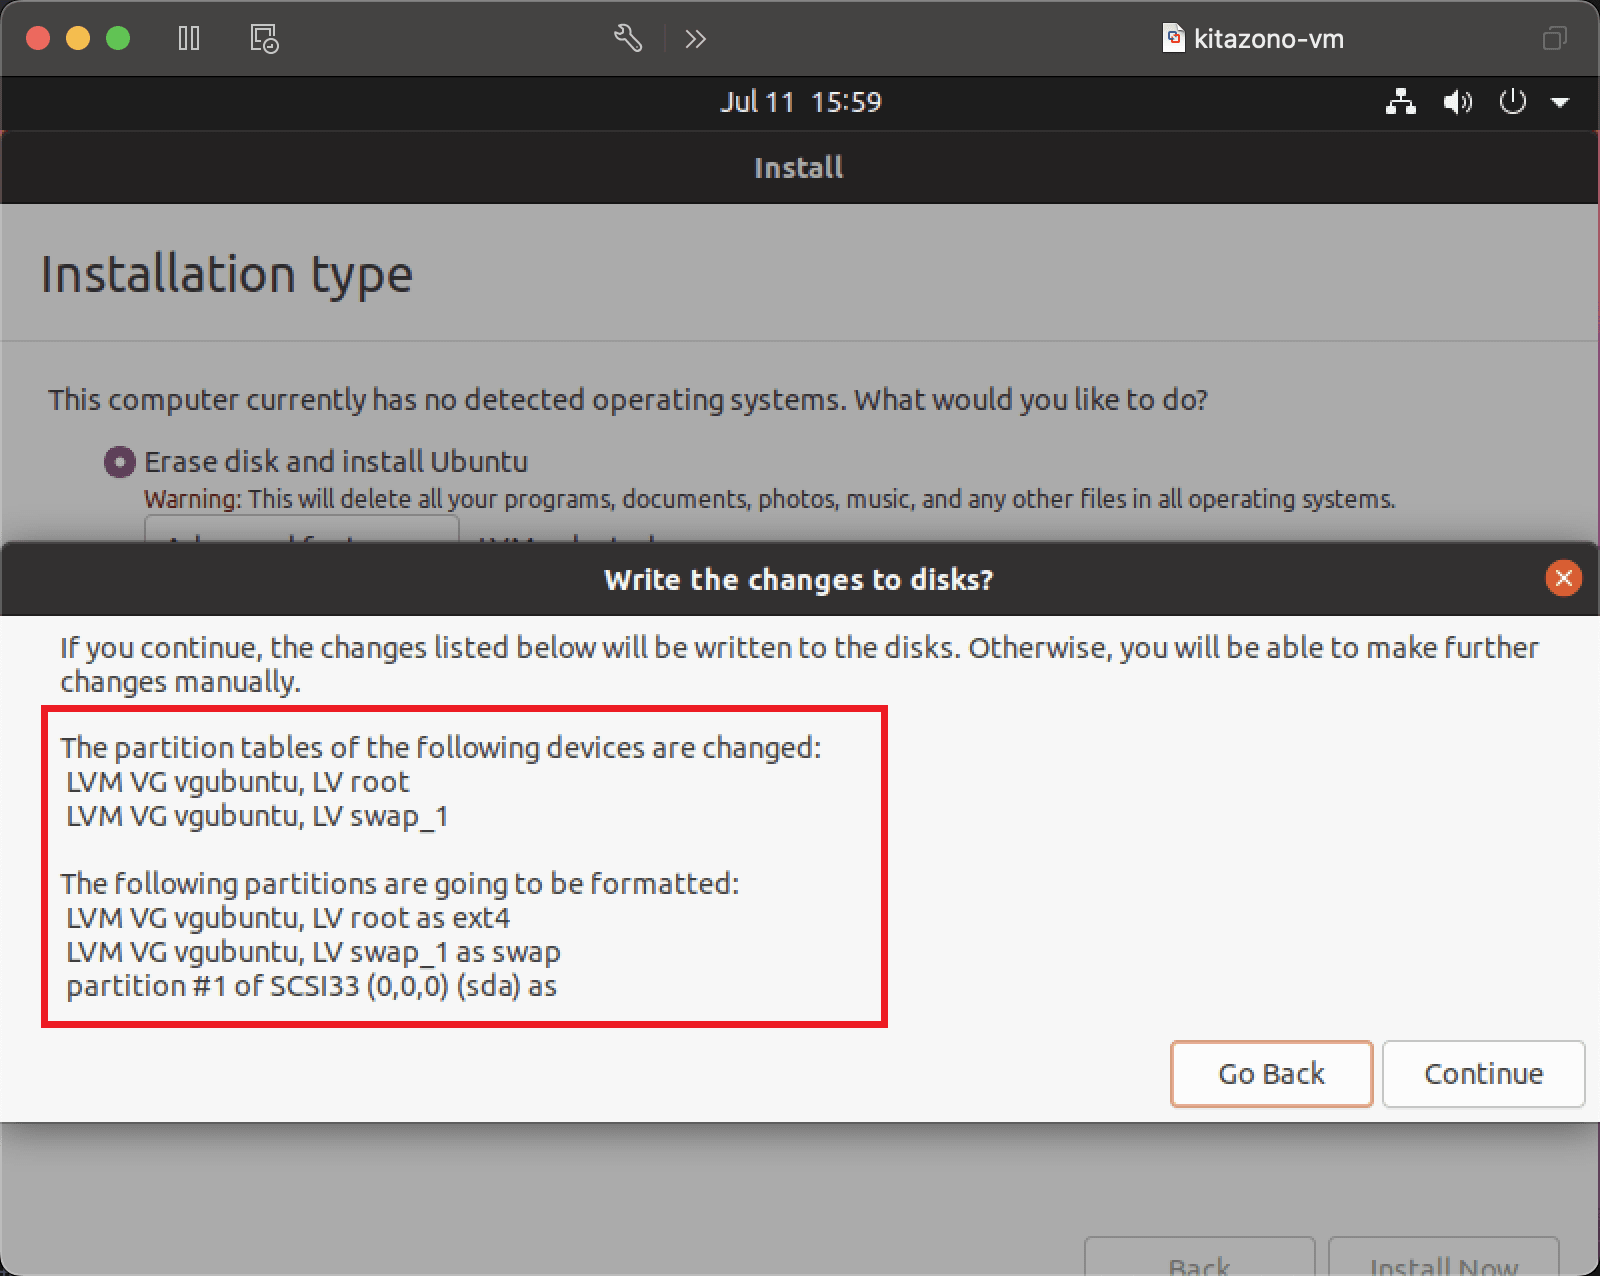 kitazono-vm
Jul 11 15:59
Install
Installation type
This computer currently has no detected operating systems. What would you like to do?
Erase disk and install Ubuntu
Warning: This will delete all your programs, documents, photos, music, and any other files in all operating systems.
Write the changes to disks?
If you continue, the changes listed below will be written to the disks. Otherwise, you will be able to make further
changes manually.
The partition tables of the following devices are changed:
LVM VG vgubuntu, LV root
LVM VG vgubuntu, LV swap_1
The following partitions are going to be formatted:
LVM VG vgubuntu, LV root as ext4
LVM VG vgubuntu, LV swap_1 as swap
partition #1 of SCSI33 (0,0,0) (sda) as
Go Back
Continue
Back
Install Now